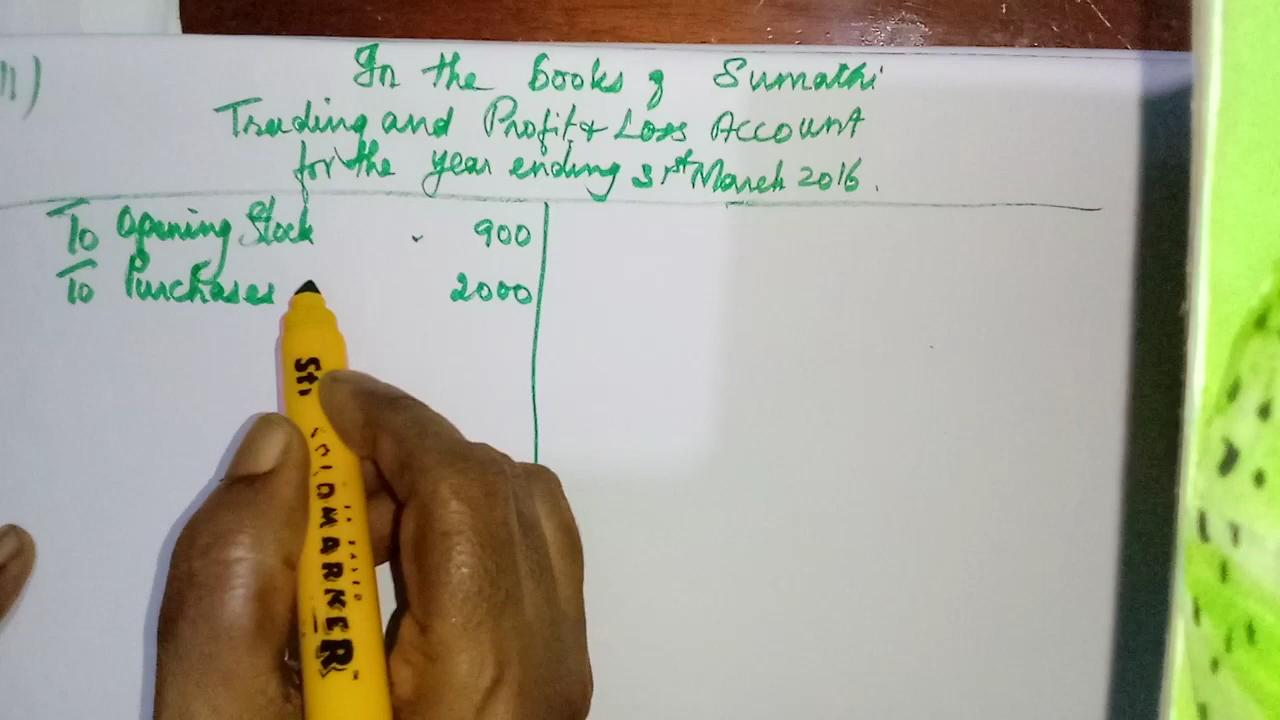 11)
In the Books of Sumathi
Trading and Profit & Loss Account
for the year ending 31st March 2016.
To Opening Stock 900
To Purchases 2000
MARKER